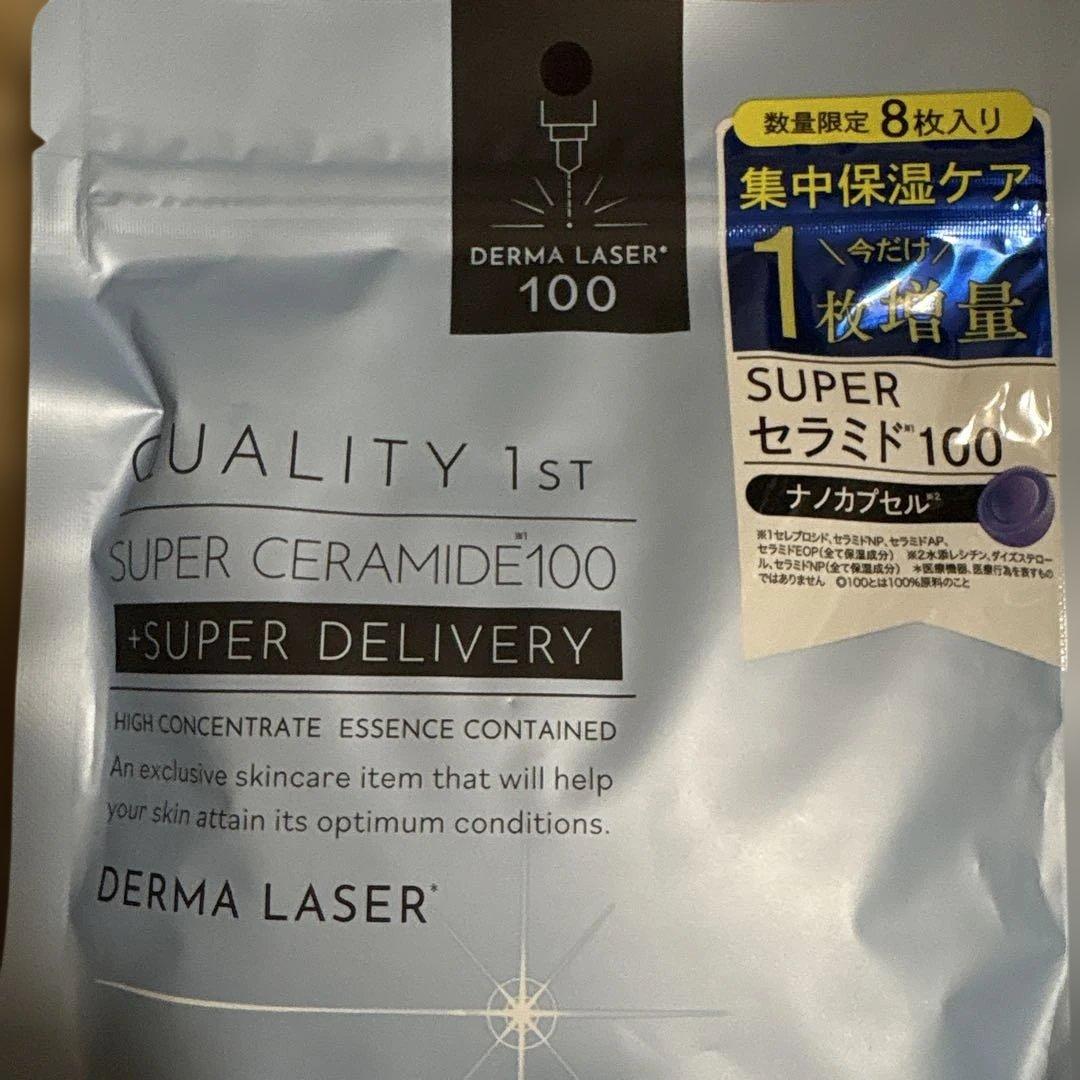 DERMA LASER*
100
数量限定 8枚入り
集中保湿ケア
\今だけ/
1枚増量
SUPER
セラミド※1 100
ナノカプセル※2
※1セレブロシド、セラミドNP、セラミドAP、
セラミドEOP(全て保湿成分) ※2水添レシチン、ダイズステロー
ル、セラミドNP(全て保湿成分) *医療機器、医療行為を表すもの
ではありません ◎100とは100%原料のこと
QUALITY 1ST
SUPER CERAMIDE※1 100
+SUPER DELIVERY
HIGH CONCENTRATE ESSENCE CONTAINED
An exclusive skincare item that will help
your skin attain its optimum conditions.
DERMA LASER*